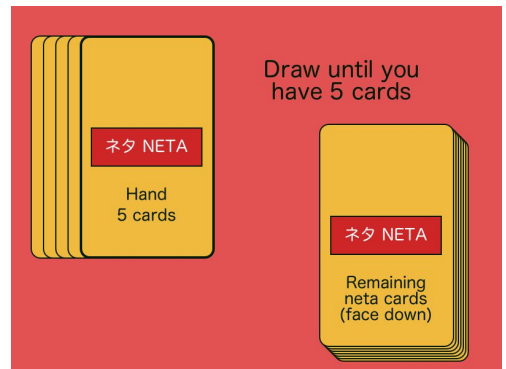 Draw until you
have 5 cards
ネタ NETA
Hand
5 cards
ネタ NETA
Remaining
neta cards
(face down)